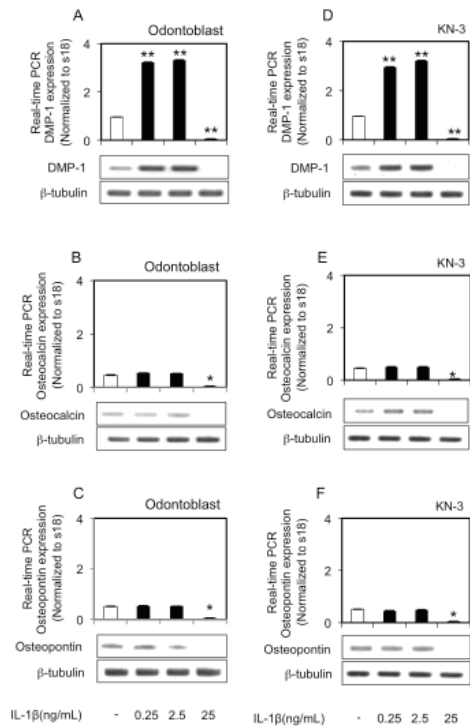 A
Odontoblast
Real-time PCR
DMP-1 expression
(Normalized to s18)
4
2
0
**
**
**
DMP-1
β-tubulin
D
KN-3
Real-time PCR
DMP-1 expression
(Normalized to s18)
4
2
0
**
**
**
DMP-1
β-tubulin
B
Odontoblast
Real-time PCR
Osteocalcin expression
(Normalized to s18)
4
2
0
*
Osteocalcin
β-tubulin
E
KN-3
Real-time PCR
Osteocalcin expression
(Normalized to s18)
4
2
0
*
Osteocalcin
β-tubulin
C
Odontoblast
Real-time PCR
Osteopontin expression
(Normalized to s18)
4
2
0
*
Osteopontin
β-tubulin
IL-1β(ng/mL) - 0.25 2.5 25
F
KN-3
Real-time PCR
Osteopontin expression
(Normalized to s18)
4
2
0
*
Osteopontin
β-tubulin
IL-1β(ng/mL) - 0.25 2.5 25